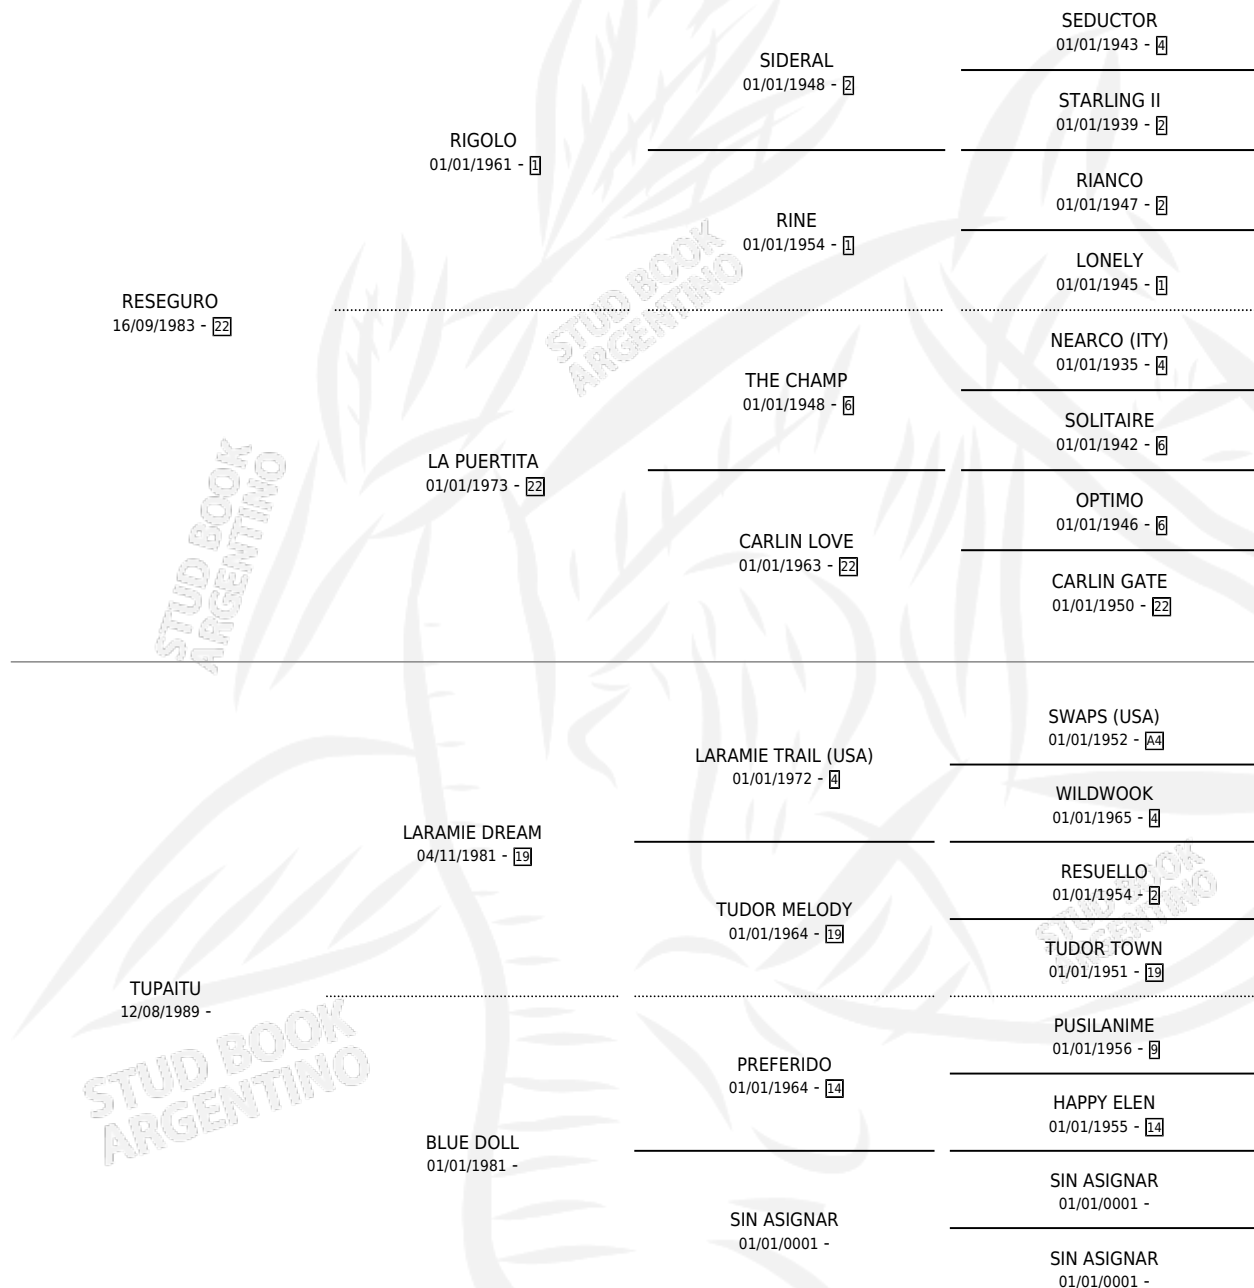 SEDUCTOR
01/01/1943 - 4
SIDERAL
01/01/1948 - 2
STARLING II
01/01/1939 - 2
RIGOLO
01/01/1961 - 1
RIANCO
01/01/1947 - 2
RINE
01/01/1954 - 1
LONELY
01/01/1945 - 1
RESEGURO
16/09/1983 - 22
STUD BOOK
ARGENTINO
NEARCO (ITY)
01/01/1935 - 4
THE CHAMP
01/01/1948 - 6
SOLITAIRE
01/01/1942 - 6
LA PUERTITA
01/01/1973 - 22
OPTIMO
01/01/1946 - 6
CARLIN LOVE
01/01/1963 - 22
CARLIN GATE
01/01/1950 - 22
STUD BOOK
ARGENTINO
SWAPS (USA)
01/01/1952 - A4
LARAMIE TRAIL (USA)
01/01/1972 - 4
WILDWOOK
01/01/1965 - 4
LARAMIE DREAM
04/11/1981 - 19
RESUELLO
01/01/1954 - 2
TUDOR MELODY
01/01/1964 - 19
STUD BOOK
ARGENTINO
TUDOR TOWN
01/01/1951 - 19
TUPAITU
12/08/1989 -
PUSILANIME
01/01/1956 - 9
PREFERIDO
01/01/1964 - 14
STUD BOOK
ARGENTINO
HAPPY ELEN
01/01/1955 - 14
BLUE DOLL
01/01/1981 -
SIN ASIGNAR
01/01/0001 -
SIN ASIGNAR
01/01/0001 -
SIN ASIGNAR
01/01/0001 -